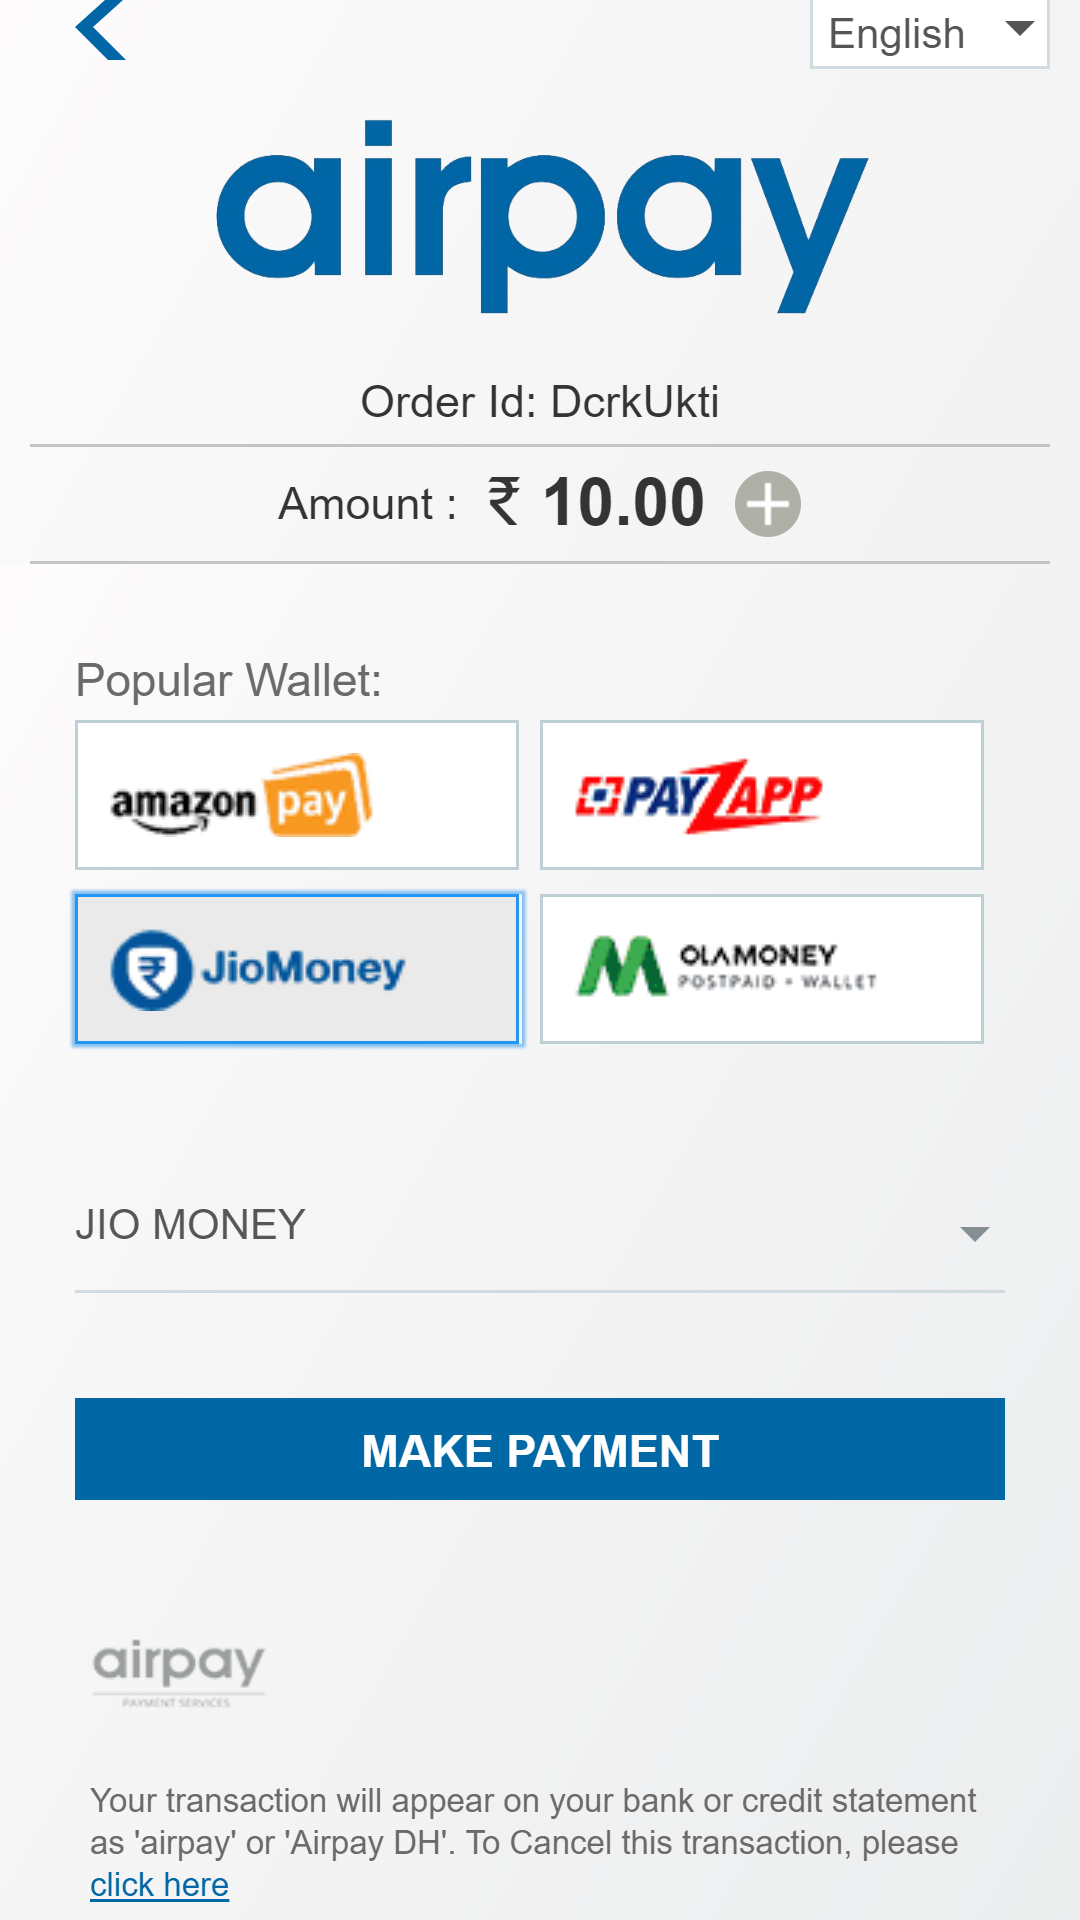 English
airpay
Order Id: DcrkUkti
Amount : ₹ 10.00
Popular Wallet:
amazon pay
PAYZAPP
JioMoney
OLAMONEY
POSTPAID + WALLET
JIO MONEY
MAKE PAYMENT
airpay
PAYMENT SERVICES
Your transaction will appear on your bank or credit statement
as 'airpay' or 'Airpay DH'. To Cancel this transaction, please
click here